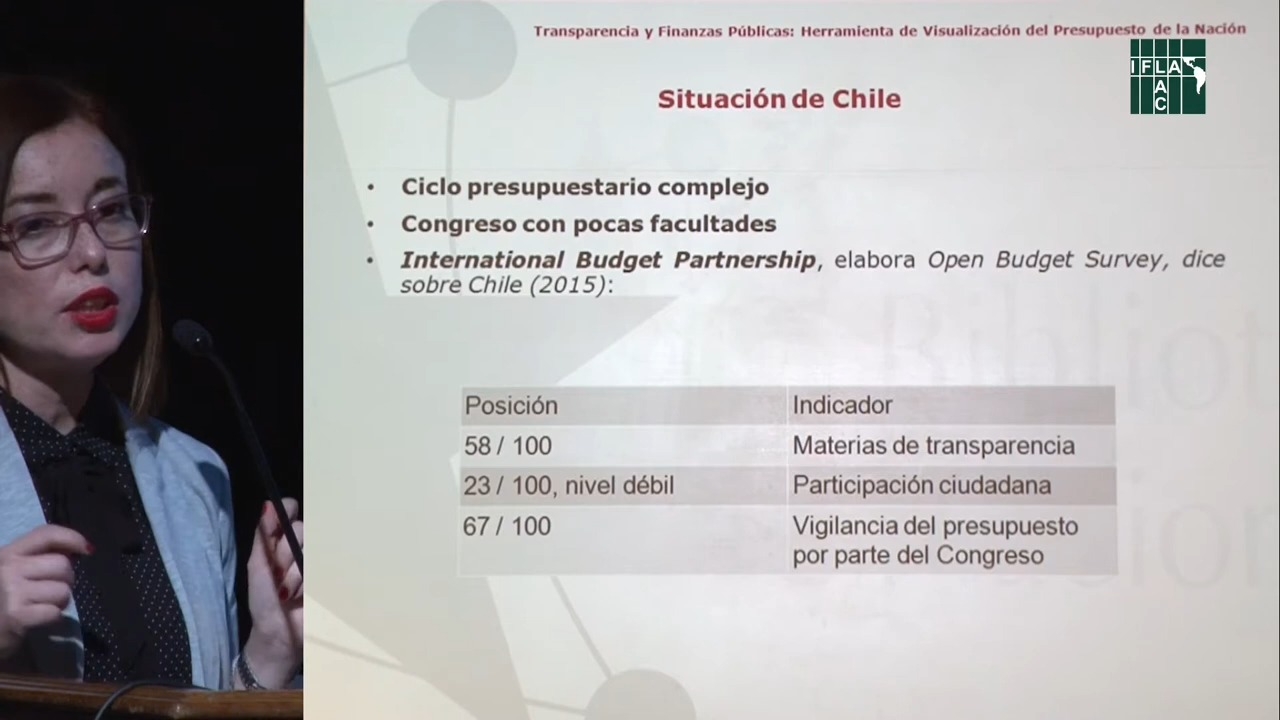 Transparencia y Finanzas Públicas: Herramienta de Visualización del Presupuesto de la Nación
IFLA
LAC
Situación de Chile
• Ciclo presupuestario complejo
• Congreso con pocas facultades
• International Budget Partnership, elabora Open Budget Survey, dice
sobre Chile (2015):
Posición Indicador
58 / 100 Materias de transparencia
23 / 100, nivel débil Participación ciudadana
67 / 100 Vigilancia del presupuesto
por parte del Congreso